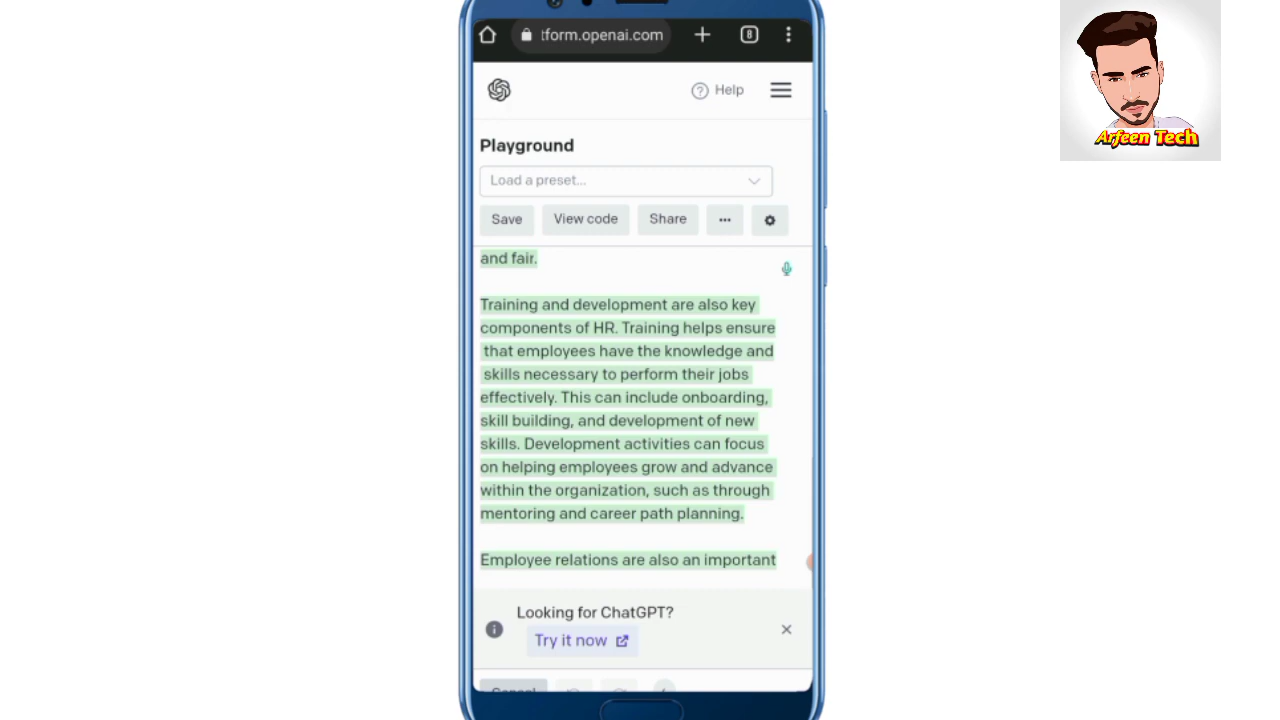 tform.openai.com
8
Arfeen Tech
Help
Playground
Load a preset...
Save
View code
Share
and fair.
Training and development are also key
components of HR. Training helps ensure
that employees have the knowledge and
skills necessary to perform their jobs
effectively. This can include onboarding,
skill building, and development of new
skills. Development activities can focus
on helping employees grow and advance
within the organization, such as through
mentoring and career path planning.
Employee relations are also an important
Looking for ChatGPT?
Try it now
Cancel